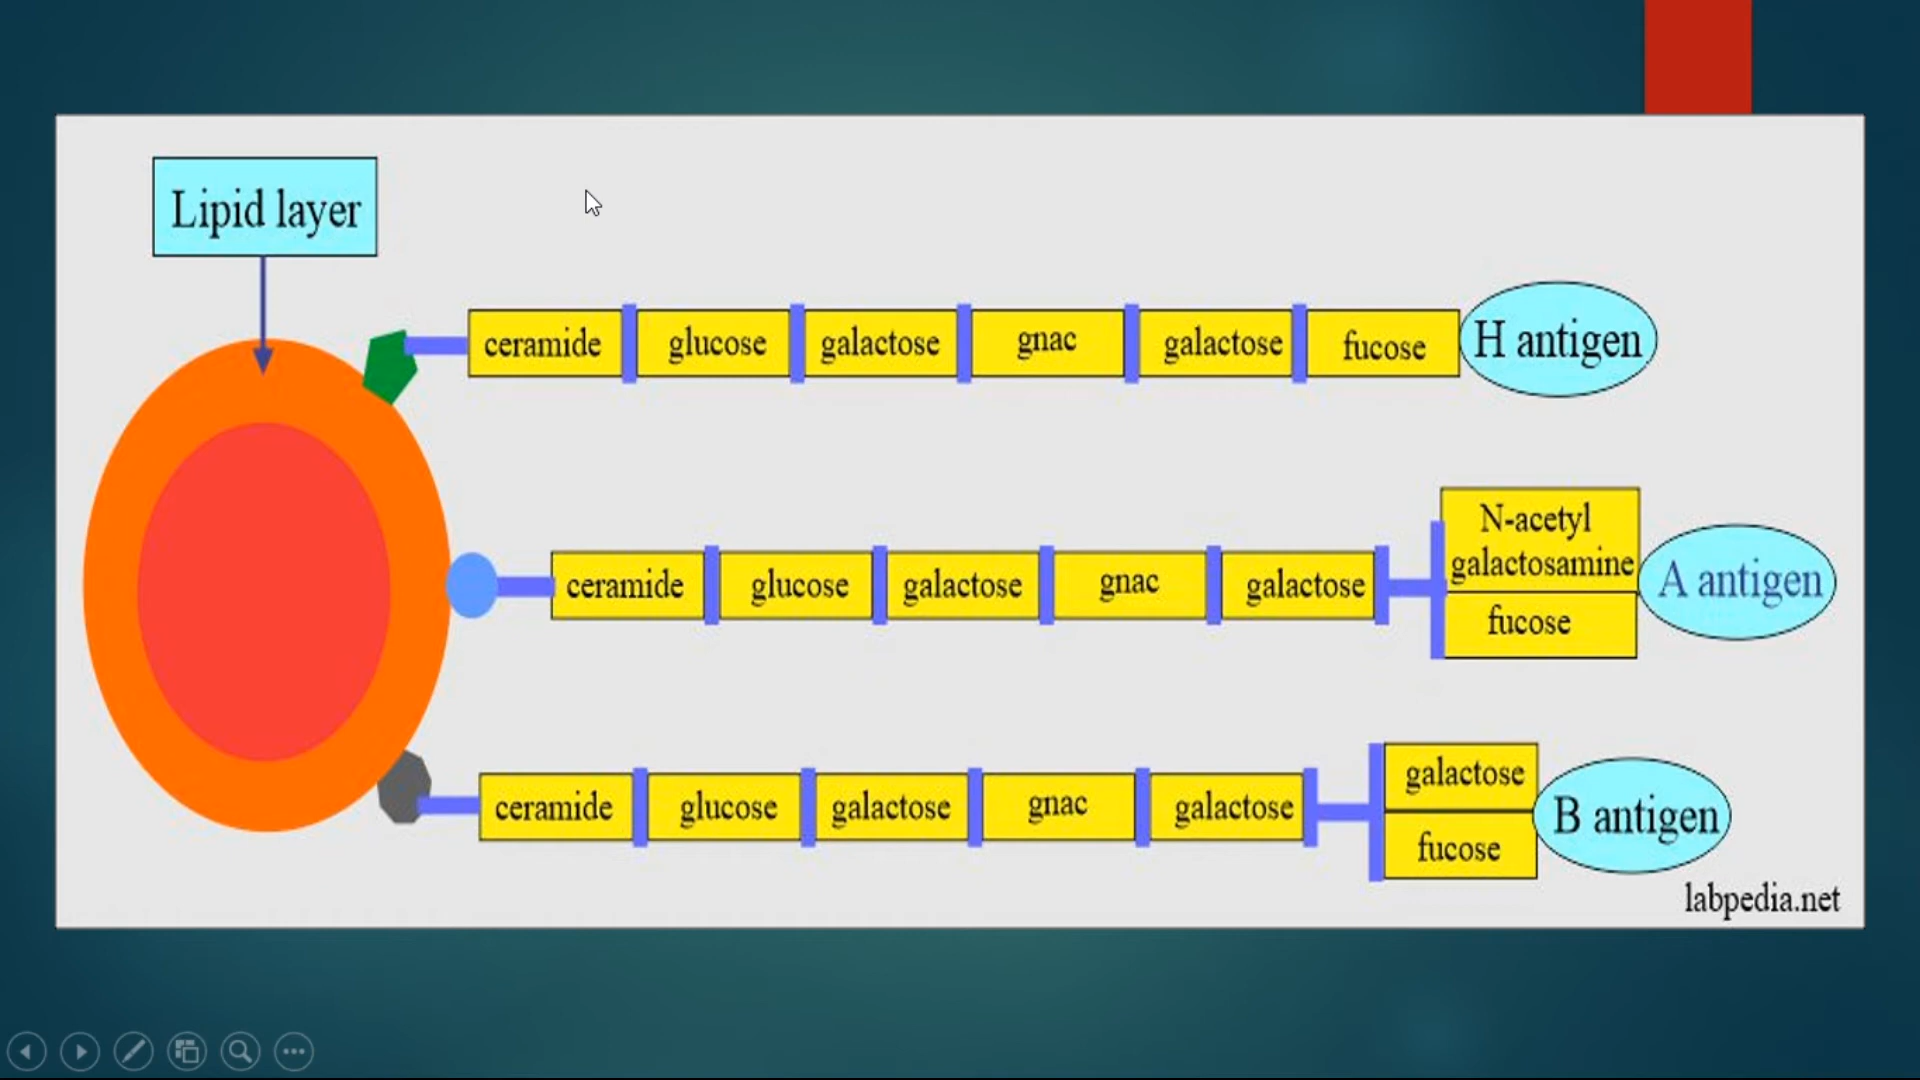 Lipid layer
ceramide glucose galactose gnac galactose fucose H antigen
ceramide glucose galactose gnac galactose N-acetyl
galactosamine
fucose
A antigen
ceramide glucose galactose gnac galactose galactose
fucose
B antigen
labpedia.net